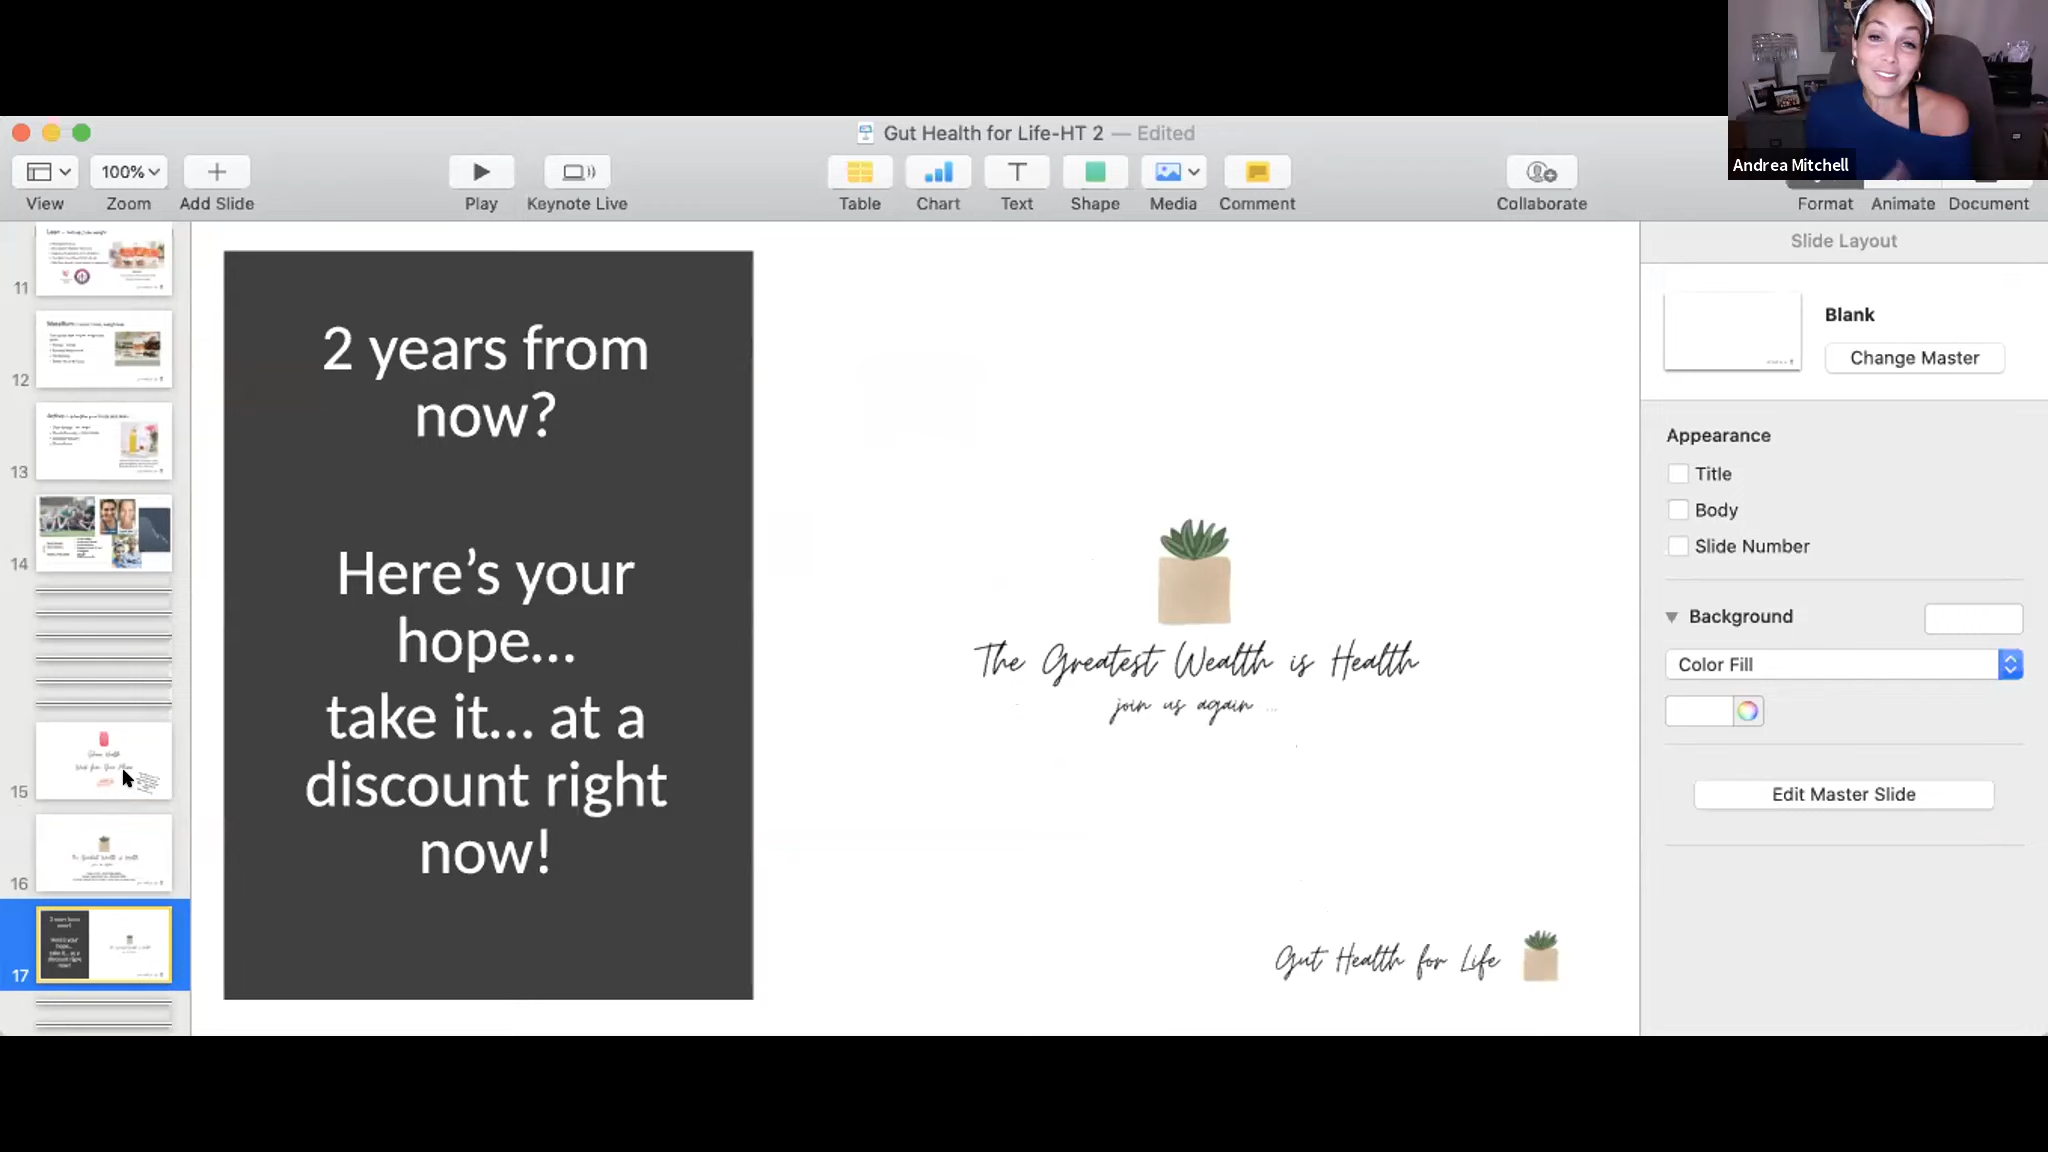 Andrea Mitchell
Gut Health for Life-HT 2 — Edited
100%
View
Zoom
Add Slide
Play
Keynote Live
Table
Chart
Text
Shape
Media
Comment
Collaborate
Format
Animate
Document
11
12
13
14
15
16
17
2 years from
now?
Here’s your
hope...
take it... at a
discount right
now!
The Greatest Wealth is Health
join us again ...
Gut Health for Life
Slide Layout
Blank
Change Master
Appearance
Title
Body
Slide Number
Background
Color Fill
Edit Master Slide